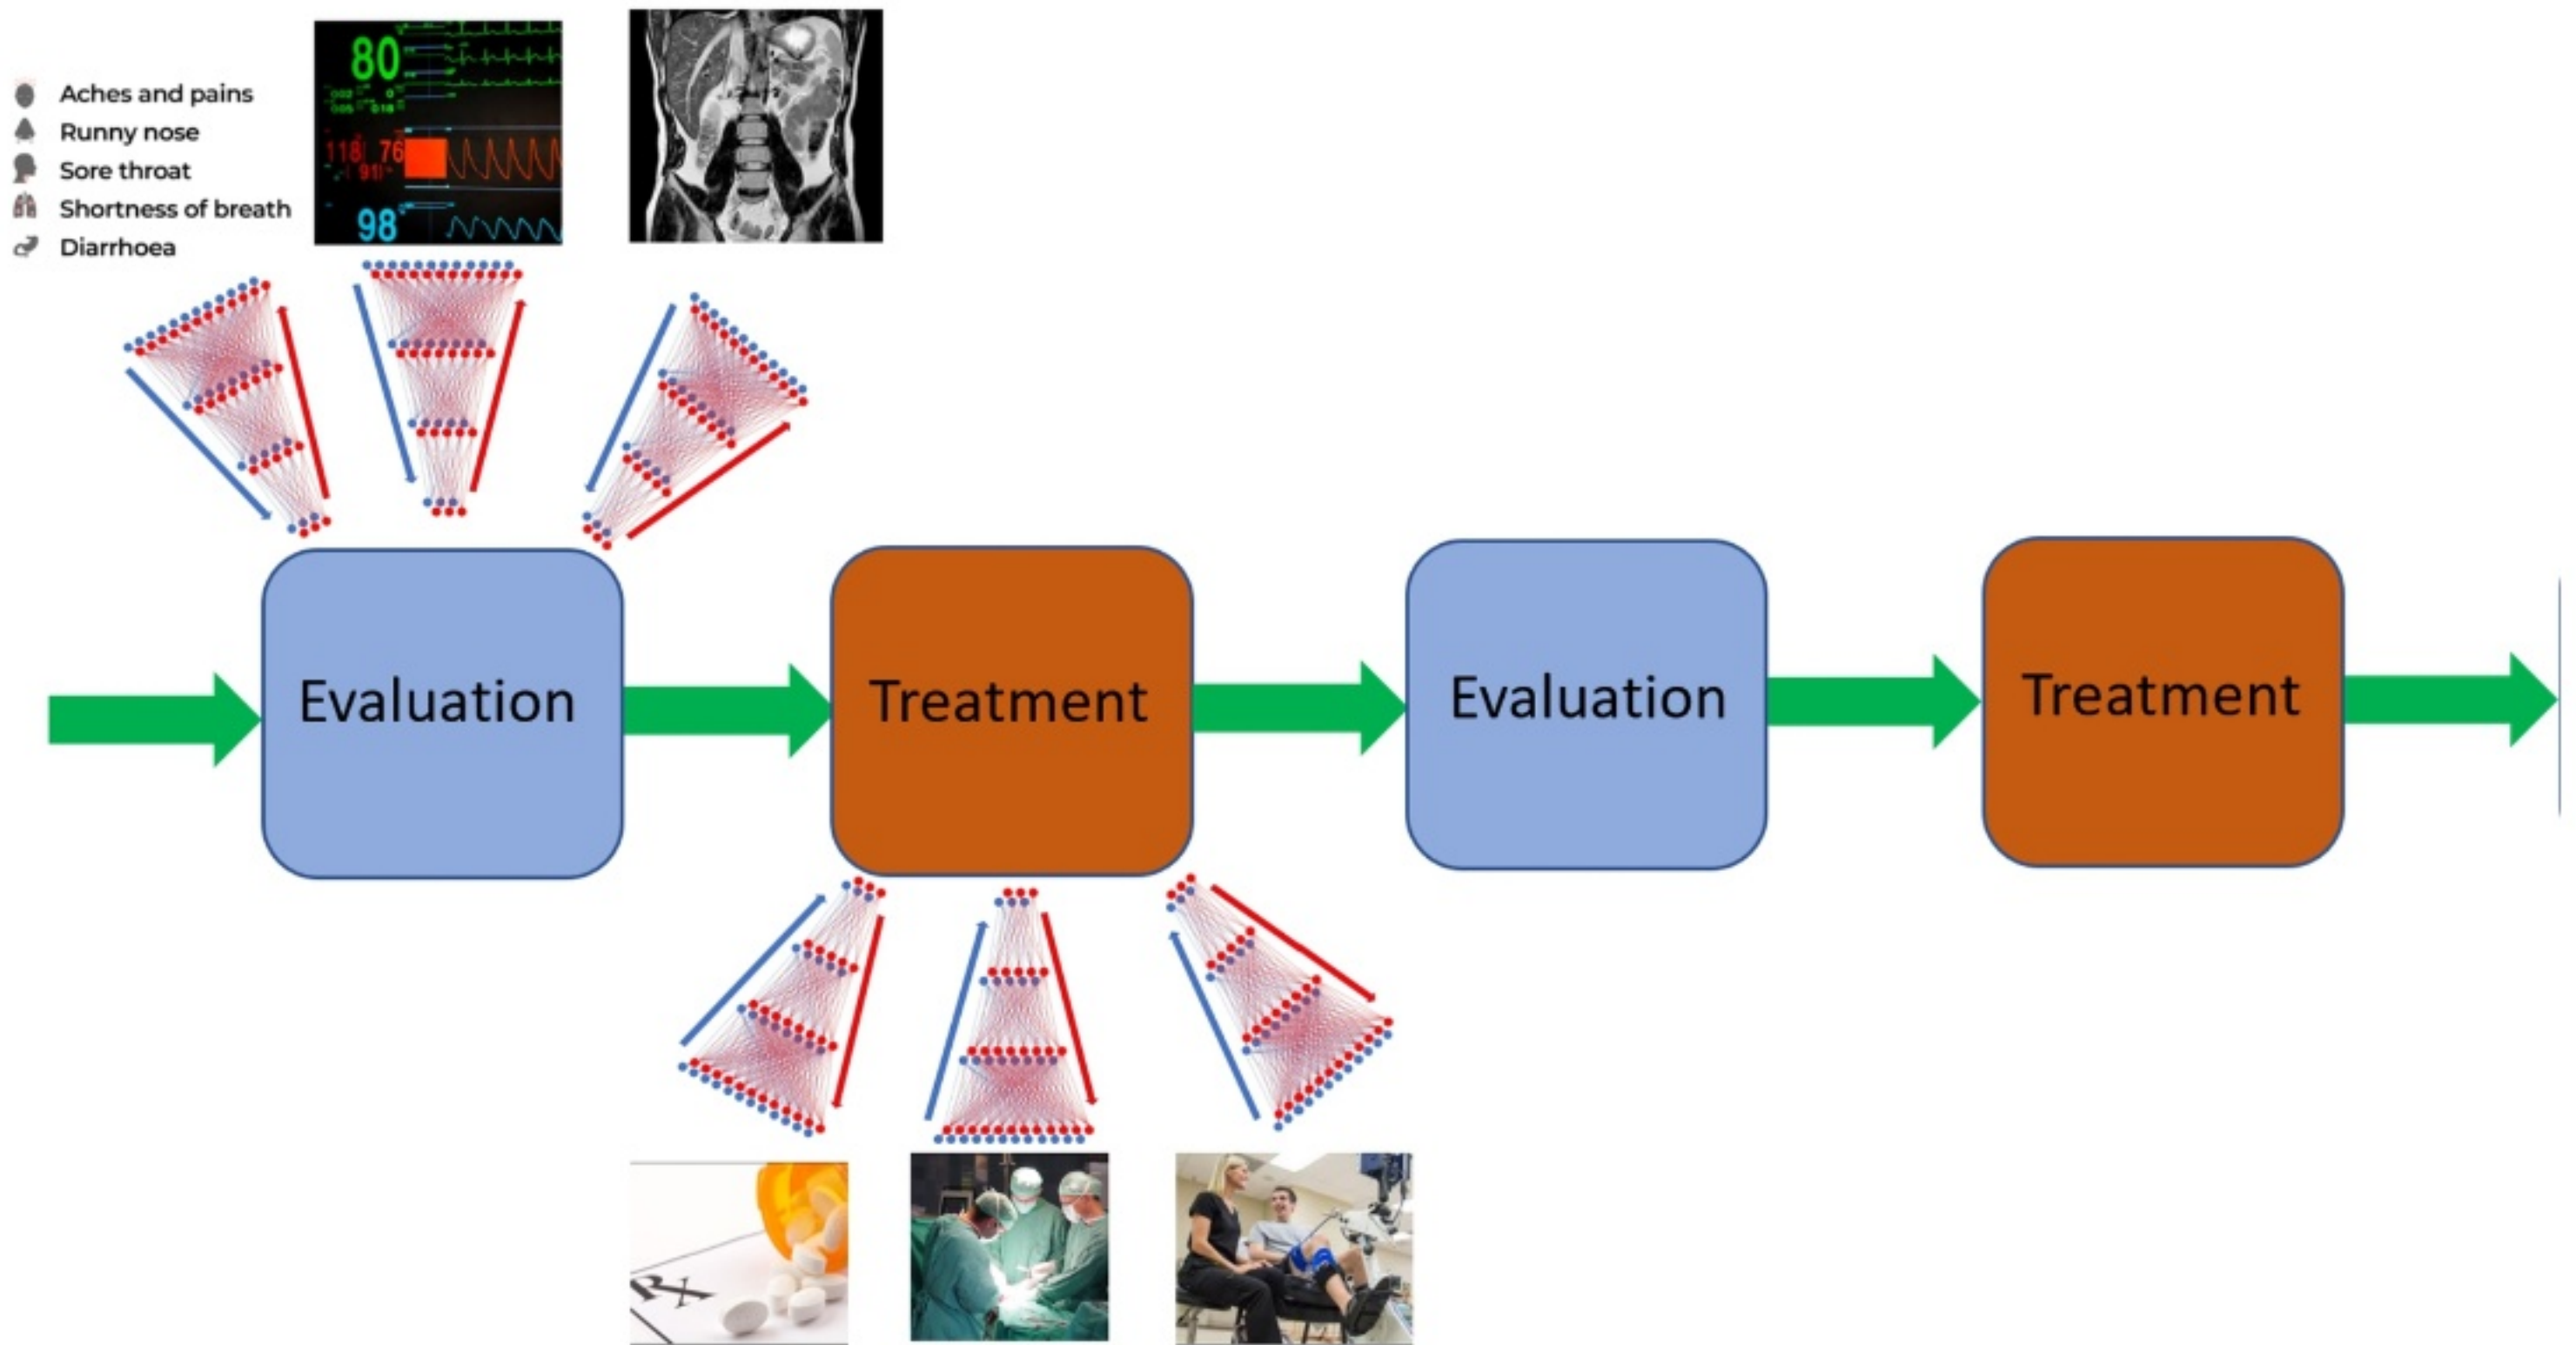 Aches and pains
Runny nose
Sore throat
Shortness of breath
Diarrhoea
80
118 76
98
Evaluation
Treatment
Evaluation
Treatment
Rx